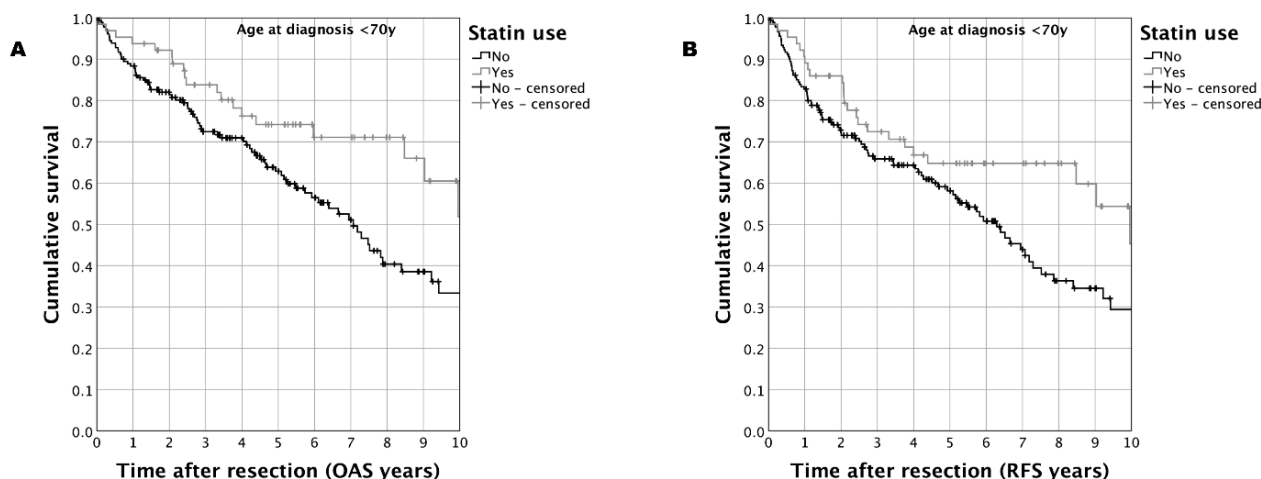 A
Age at diagnosis <70y
Cumulative survival
1.0
0.9
0.8
0.7
0.6
0.5
0.4
0.3
0.2
0.1
0.0
0 1 2 3 4 5 6 7 8 9 10
Time after resection (OAS years)
Statin use
No
Yes
No - censored
Yes - censored
B
Age at diagnosis <70y
Cumulative survival
1.0
0.9
0.8
0.7
0.6
0.5
0.4
0.3
0.2
0.1
0.0
0 1 2 3 4 5 6 7 8 9 10
Time after resection (RFS years)
Statin use
No
Yes
No - censored
Yes - censored